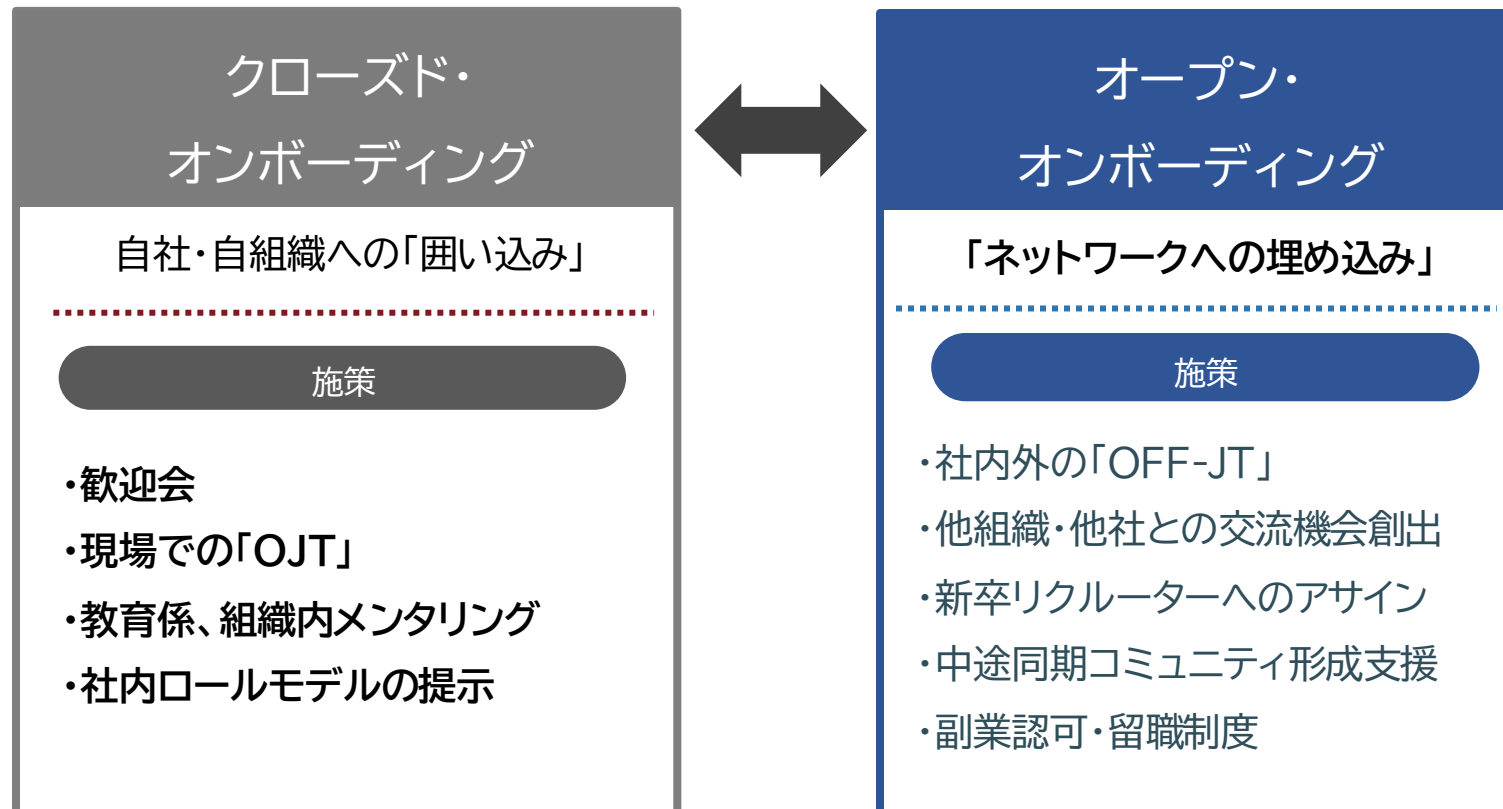 クローズド・
オンボーディング
自社・自組織への「囲い込み」
施策
・歓迎会
・現場での「OJT」
・教育係、組織内メンタリング
・社内ロールモデルの提示
オープン・
オンボーディング
「ネットワークへの埋め込み」
施策
・社内外の「OFF-JT」
・他組織・他社との交流機会創出
・新卒リクルーターへのアサイン
・中途同期コミュニティ形成支援
・副業認可・留職制度